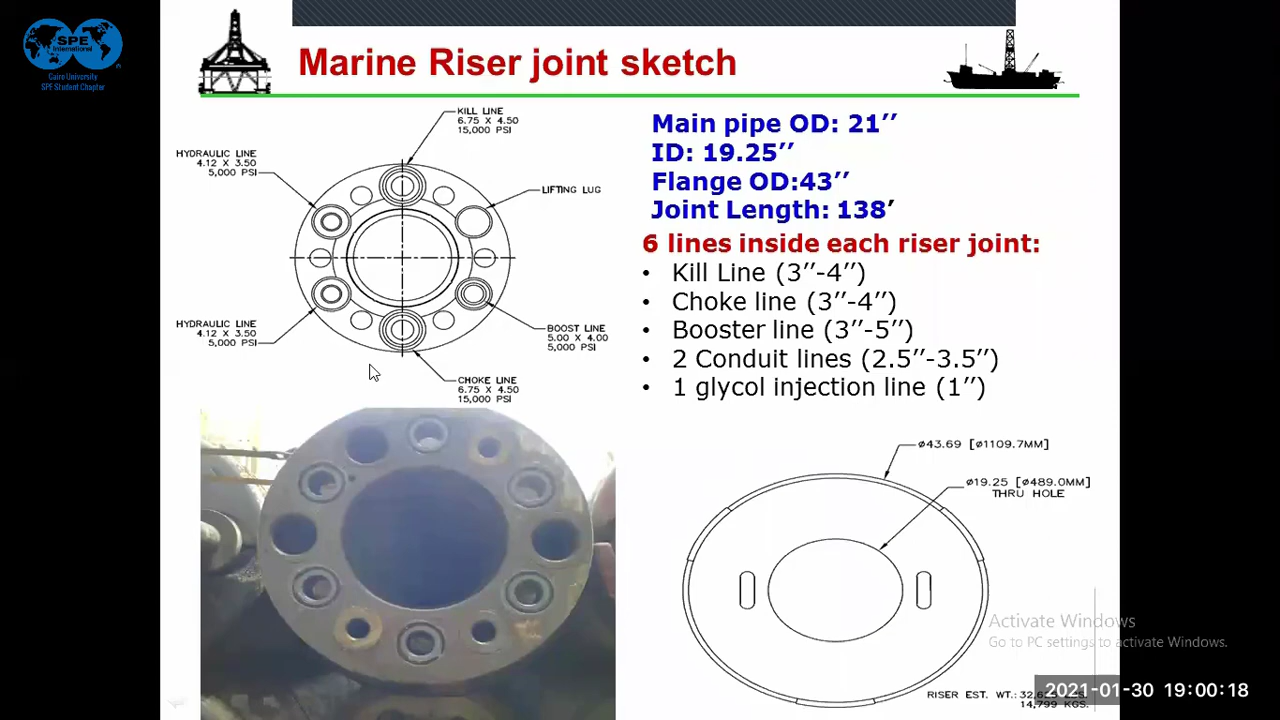 SPE
International
Cairo University
SPE Student Chapter
Marine Riser joint sketch
KILL LINE
6.75 X 4.50
15,000 PSI
HYDRAULIC LINE
4.12 X 3.50
5,000 PSI
LIFTING LUG
HYDRAULIC LINE
4.12 X 3.50
5,000 PSI
BOOST LINE
5.00 X 4.00
5,000 PSI
CHOKE LINE
6.75 X 4.50
15,000 PSI
Main pipe OD: 21’’
ID: 19.25’’
Flange OD:43’’
Joint Length: 138’
6 lines inside each riser joint:
• Kill Line (3’’-4’’)
• Choke line (3’’-4’’)
• Booster line (3’’-5’’)
• 2 Conduit lines (2.5’’-3.5’’)
• 1 glycol injection line (1’’)
ø43.69 [ø1109.7MM]
ø19.25 [ø489.0MM]
THRU HOLE
Activate Windows
Go to PC settings to activate Windows.
RISER EST. WT.:
14,799 KGS.
2021-01-30 19:00:18